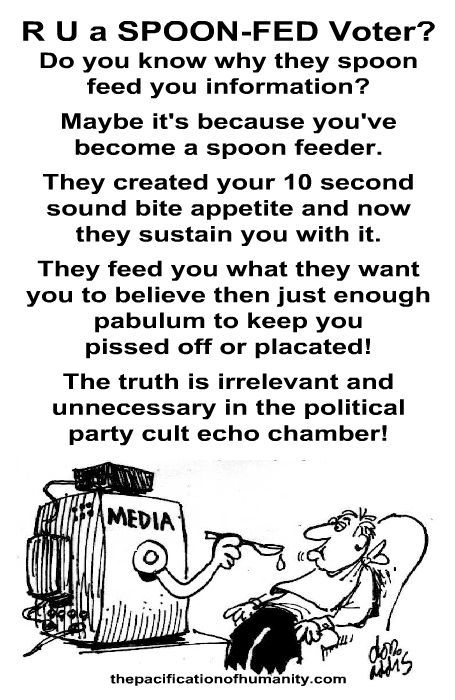 R U a SPOON-FED Voter?
Do you know why they spoon
feed you information?
Maybe it's because you've
become a spoon feeder.
They created your 10 second
sound bite appetite and now
they sustain you with it.
They feed you what they want
you to believe then just enough
pabulum to keep you
pissed off or placated!
The truth is irrelevant and
unnecessary in the political
party cult echo chamber!
MEDIA
don
addis
thepacificationofhumanity.com